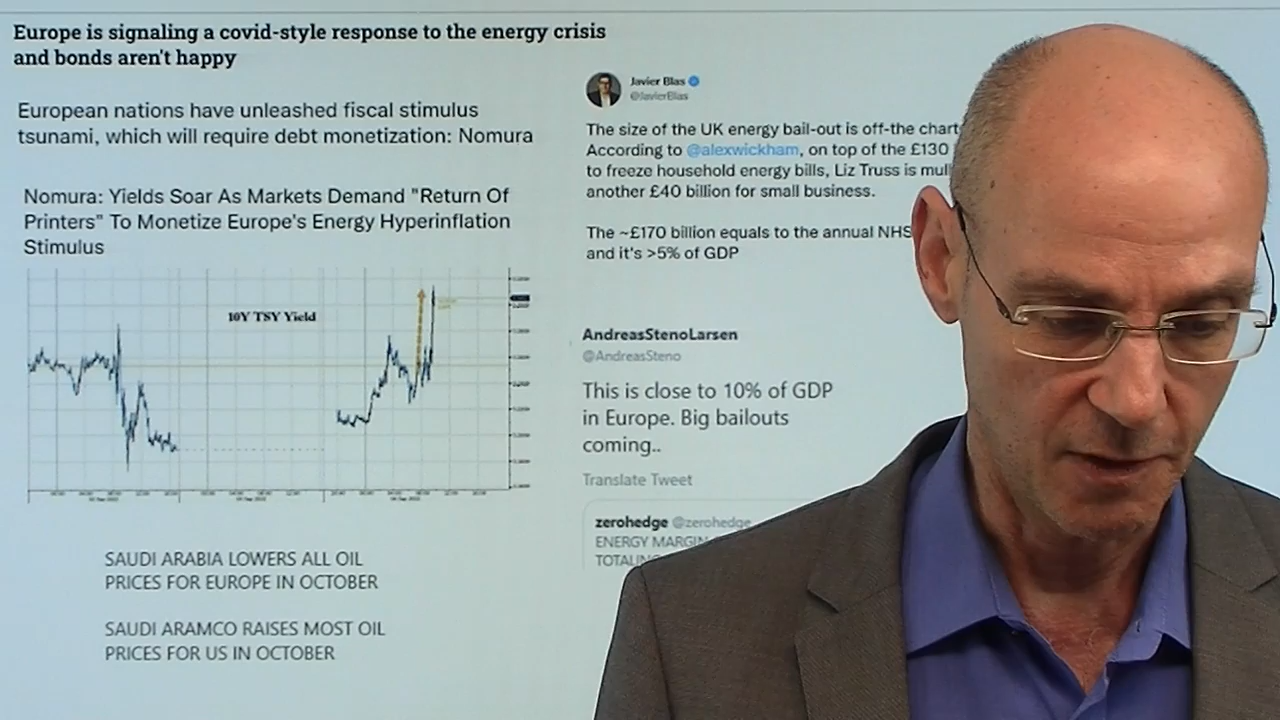 Europe is signaling a covid-style response to the energy crisis
and bonds aren't happy
European nations have unleashed fiscal stimulus
tsunami, which will require debt monetization: Nomura
Nomura: Yields Soar As Markets Demand "Return Of
Printers" To Monetize Europe's Energy Hyperinflation
Stimulus
10Y TSY Yield
SAUDI ARABIA LOWERS ALL OIL
PRICES FOR EUROPE IN OCTOBER
SAUDI ARAMCO RAISES MOST OIL
PRICES FOR US IN OCTOBER
Javier Blas
@JavierBlas
The size of the UK energy bail-out is off-the chart
According to @alexwickham, on top of the £130
to freeze household energy bills, Liz Truss is mul
another £40 billion for small business.
The ~£170 billion equals to the annual NHS
and it's >5% of GDP
AndreasStenoLarsen
@AndreasSteno
This is close to 10% of GDP
in Europe. Big bailouts
coming..
Translate Tweet
zerohedge @zerohedge
ENERGY MARGIN
TOTALIN